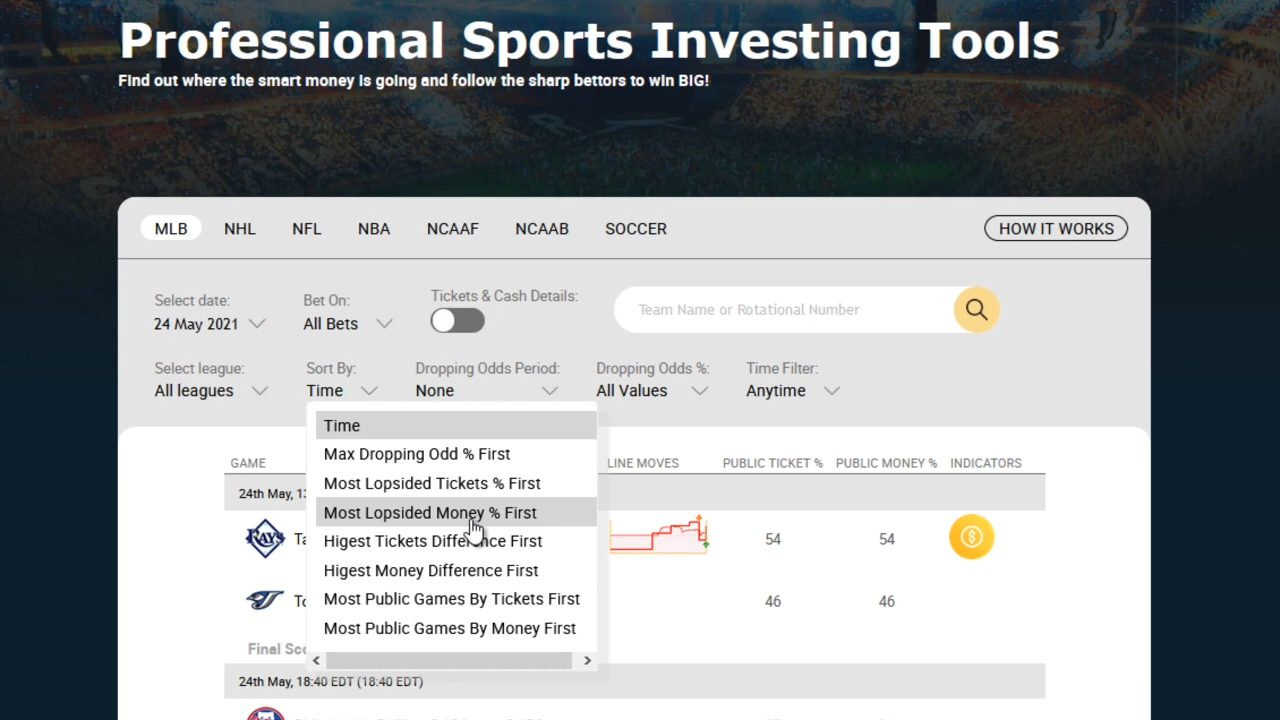 Professional Sports Investing Tools
Find out where the smart money is going and follow the sharp bettors to win BIG!
MLB NHL NFL NBA NCAAF NCAAB SOCCER HOW IT WORKS
Select date: Bet On: Tickets & Cash Details:
24 May 2021 All Bets Team Name or Rotational Number
Select league: Sort By: Dropping Odds Period: Dropping Odds %: Time Filter:
All leagues Time None All Values Anytime
Time
Max Dropping Odd % First
Most Lopsided Tickets % First
Most Lopsided Money % First
Higest Tickets Difference First
Higest Money Difference First
Most Public Games By Tickets First
Most Public Games By Money First
GAME LINE MOVES PUBLIC TICKET % PUBLIC MONEY % INDICATORS
24th May, 13
RAYS Ta 54 54
To 46 46
Final Sco
24th May, 18:40 EDT (18:40 EDT)